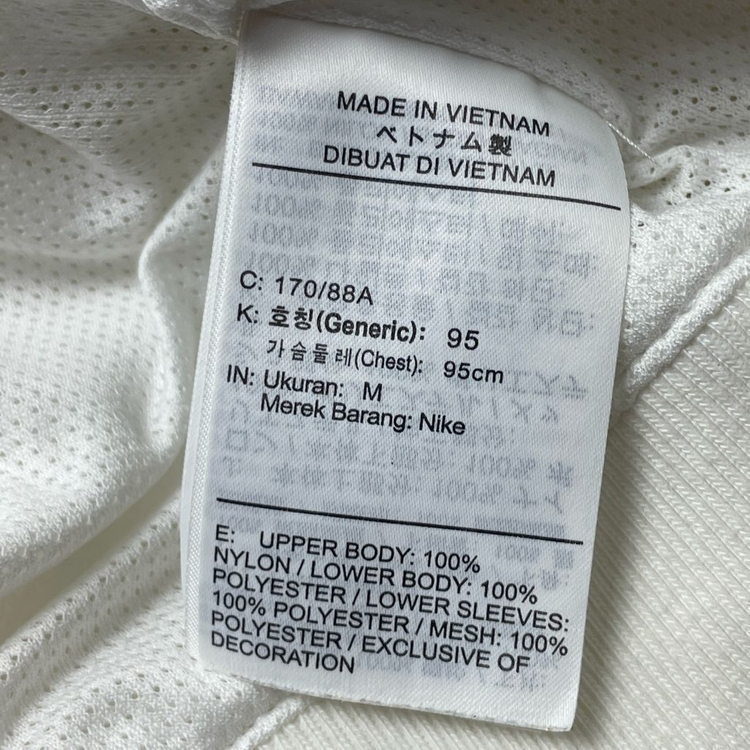 MADE IN VIETNAM
ベトナム製
DIBUAT DI VIETNAM
C: 170/88A
K: 호칭(Generic): 95
가슴둘레(Chest): 95cm
IN: Ukuran: M
Merek Barang: Nike
E: UPPER BODY: 100%
NYLON / LOWER BODY: 100%
POLYESTER / LOWER SLEEVES:
100% POLYESTER / MESH: 100%
POLYESTER / EXCLUSIVE OF
DECORATION